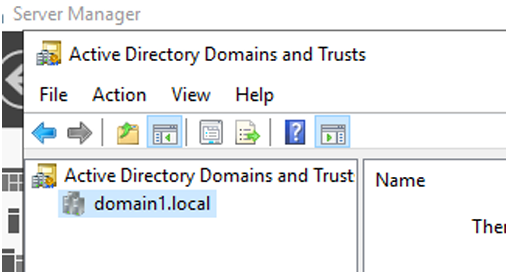 Server Manager
Active Directory Domains and Trusts
File Action View Help
Active Directory Domains and Trust
Name
domain1.local